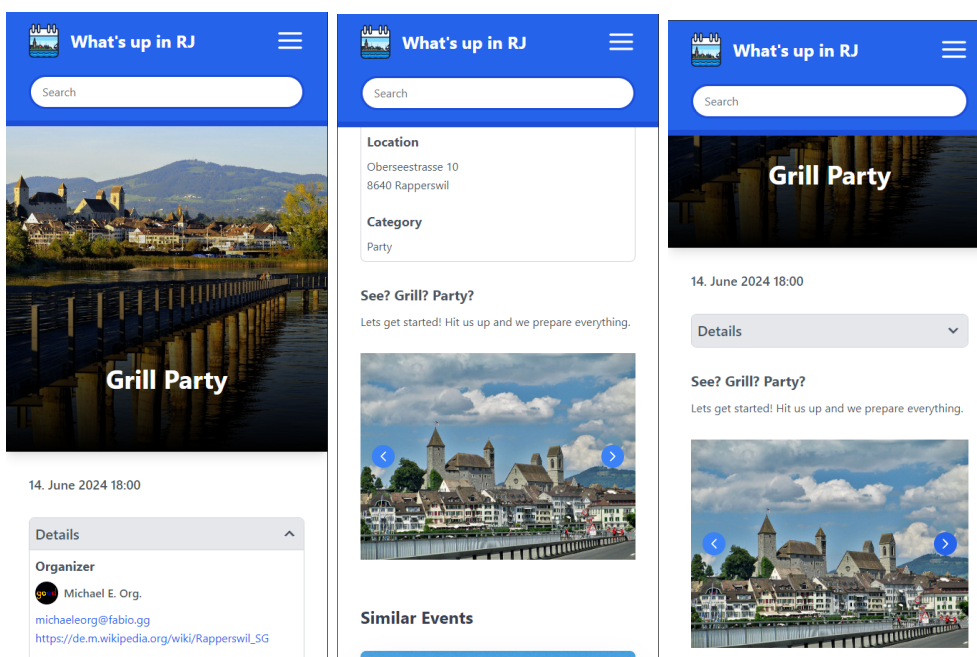 What's up in RJ
Search
Grill Party
14. June 2024 18:00
Details
Organizer
Michael E. Org.
michaeleorg@fabio.gg
https://de.m.wikipedia.org/wiki/Rapperswil_SG
What's up in RJ
Search
Location
Oberseestrasse 10
8640 Rapperswil
Category
Party
See? Grill? Party?
Lets get started! Hit us up and we prepare everything.
Similar Events
What's up in RJ
Search
Grill Party
14. June 2024 18:00
Details
See? Grill? Party?
Lets get started! Hit us up and we prepare everything.